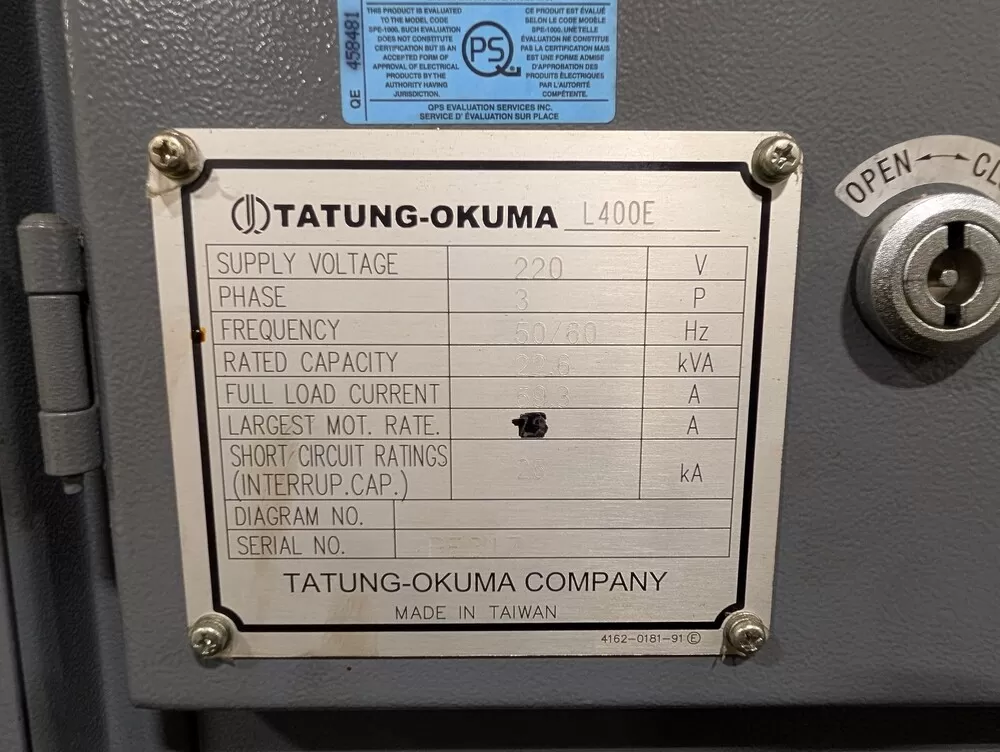 THIS PRODUCT IS EVALUATED
TO THE MODEL CODE
SPE-1000. SUCH EVALUATION
DOES NOT CONSTITUTE
CERTIFICATION BUT IS AN
ACCEPTED FORM OF
APPROVAL OF ELECTRICAL
PRODUCTS BY THE
AUTHORITY HAVING
JURISDICTION.
CE PRODUIT EST ÉVALUÉ
SELON LE CODE MODÈLE
SPE-1000. UNE TELLE
ÉVALUATION NE CONSTITUE
PAS LA CERTIFICATION MAIS
EST UNE FORME ADMISE
D'APPROBATION DES
PRODUITS ÉLECTRIQUES
PAR L'AUTORITÉ
COMPÉTENTE.
QPS
QE 458481
QPS EVALUATION SERVICES INC.
SERVICE D' ÉVALUATION SUR PLACE
TATUNG-OKUMA L400E
SUPPLY VOLTAGE 220 V
PHASE 3 P
FREQUENCY 50/60 Hz
RATED CAPACITY kVA
FULL LOAD CURRENT A
LARGEST MOT. RATE. A
SHORT CIRCUIT RATINGS
(INTERRUP.CAP.) kA
DIAGRAM NO.
SERIAL NO.
TATUNG-OKUMA COMPANY
MADE IN TAIWAN
4162-0181-91 E
OPEN